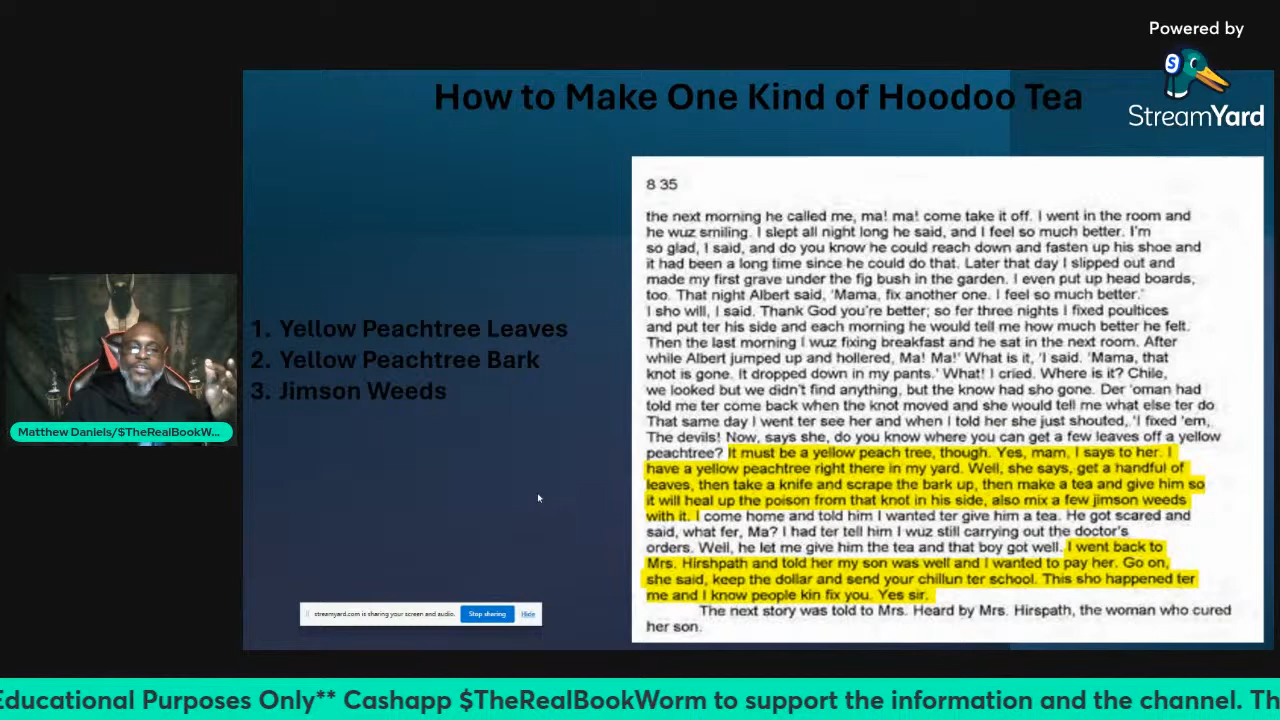 Powered by
StreamYard
How to Make One Kind of Hoodoo Tea
1. Yellow Peachtree Leaves
2. Yellow Peachtree Bark
3. Jimson Weeds
8 35
the next morning he called me, ma! ma! come take it off. I went in the room and
he wuz smiling. I slept all night long he said, and I feel so much better. I'm
so glad, I said, and do you know he could reach down and fasten up his shoe and
it had been a long time since he could do that. Later that day I slipped out and
made my first grave under the fig bush in the garden. I even put up head boards,
too. That night Albert said, 'Mama, fix another one. I feel so much better.'
I sho will, I said. Thank God you're better; so fer three nights I fixed poultices
and put ter his side and each morning he would tell me how much better he felt.
Then the last morning I wuz fixing breakfast and he sat in the next room. After
while Albert jumped up and hollered, Ma! Ma!' What is it, 'I said. 'Mama, that
knot is gone. It dropped down in my pants.' What! I cried. Where is it? Chile,
we looked but we didn't find anything, but the know had sho gone. Der 'oman had
told me ter come back when the knot moved and she would tell me what else ter do
That same day I went ter see her and when I told her she just shouted, 'I fixed 'em,
The devils! Now, says she, do you know where you can get a few leaves off a yellow
peachtree? It must be a yellow peach tree, though. Yes, mam, I says to her. I
have a yellow peachtree right there in my yard. Well, she says, get a handful of
leaves, then take a knife and scrape the bark up, then make a tea and give him so
it will heal up the poison from that knot in his side, also mix a few jimson weeds
with it. I come home and told him I wanted ter give him a tea. He got scared and
said, what fer, Ma? I had ter tell him I wuz still carrying out the doctor's
orders. Well, he let me give him the tea and that boy got well. I went back to
Mrs. Hirshpath and told her my son was well and I wanted to pay her. Go on,
she said, keep the dollar and send your chillun ter school. This sho happened ter
me and I know people kin fix you. Yes sir.
The next story was told to Mrs. Heard by Mrs. Hirspath, the woman who cured
her son.
Matthew Daniels/$TheRealBookW...
streamyard.com is sharing your screen and audio.
Stop sharing
Hide
Educational Purposes Only** Cashapp $TheRealBookWorm to support the information and the channel. Th